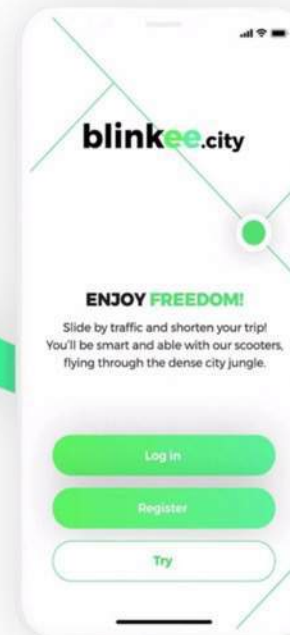 blinkee.city
ENJOY FREEDOM!
Slide by traffic and shorten your trip!
You'll be smart and able with our scooters,
flying through the dense city jungle.
Log in
Register
Try